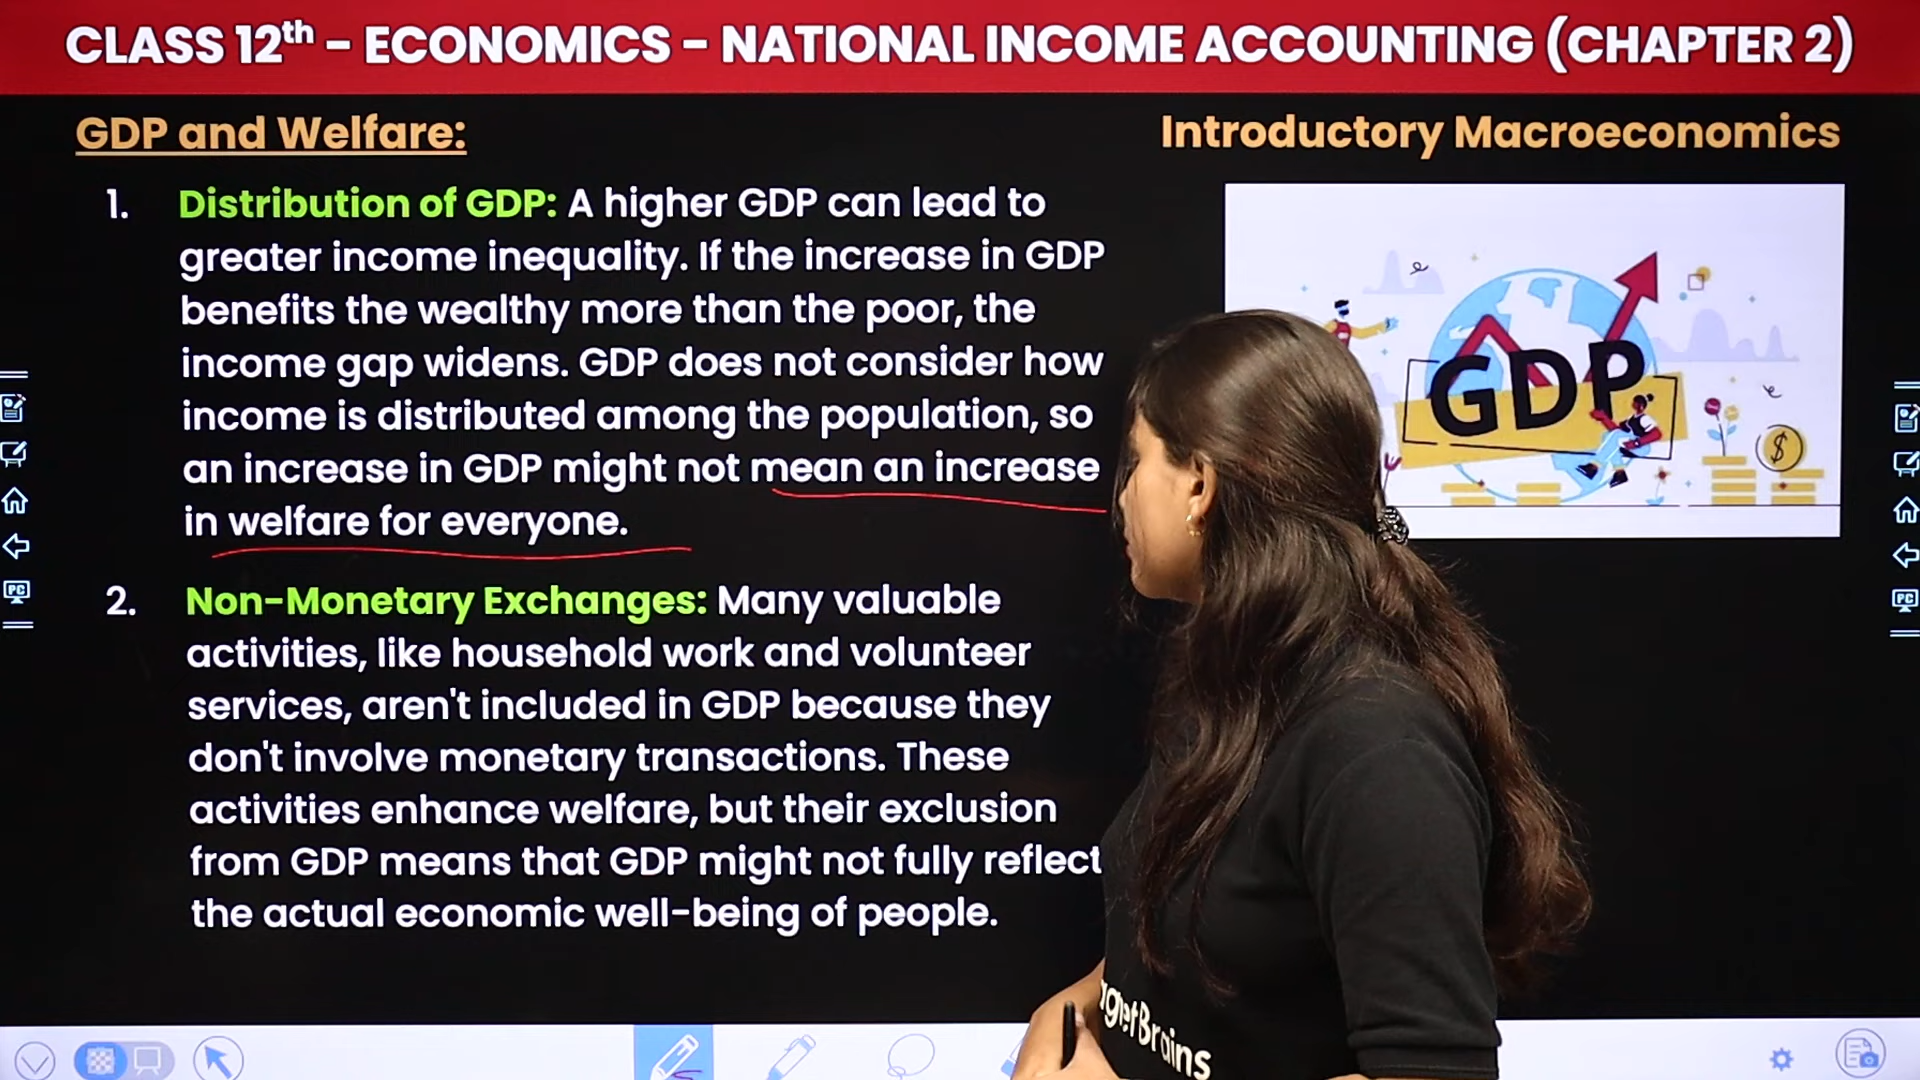 CLASS 12th - ECONOMICS - NATIONAL INCOME ACCOUNTING (CHAPTER 2)
GDP and Welfare:
Introductory Macroeconomics
1. Distribution of GDP: A higher GDP can lead to
greater income inequality. If the increase in GDP
benefits the wealthy more than the poor, the
income gap widens. GDP does not consider how
income is distributed among the population, so
an increase in GDP might not mean an increase
in welfare for everyone.
GDP
$
2. Non-Monetary Exchanges: Many valuable
activities, like household work and volunteer
services, aren't included in GDP because they
don't involve monetary transactions. These
activities enhance welfare, but their exclusion
from GDP means that GDP might not fully reflect
the actual economic well-being of people.
PC
PC
gnetBrains